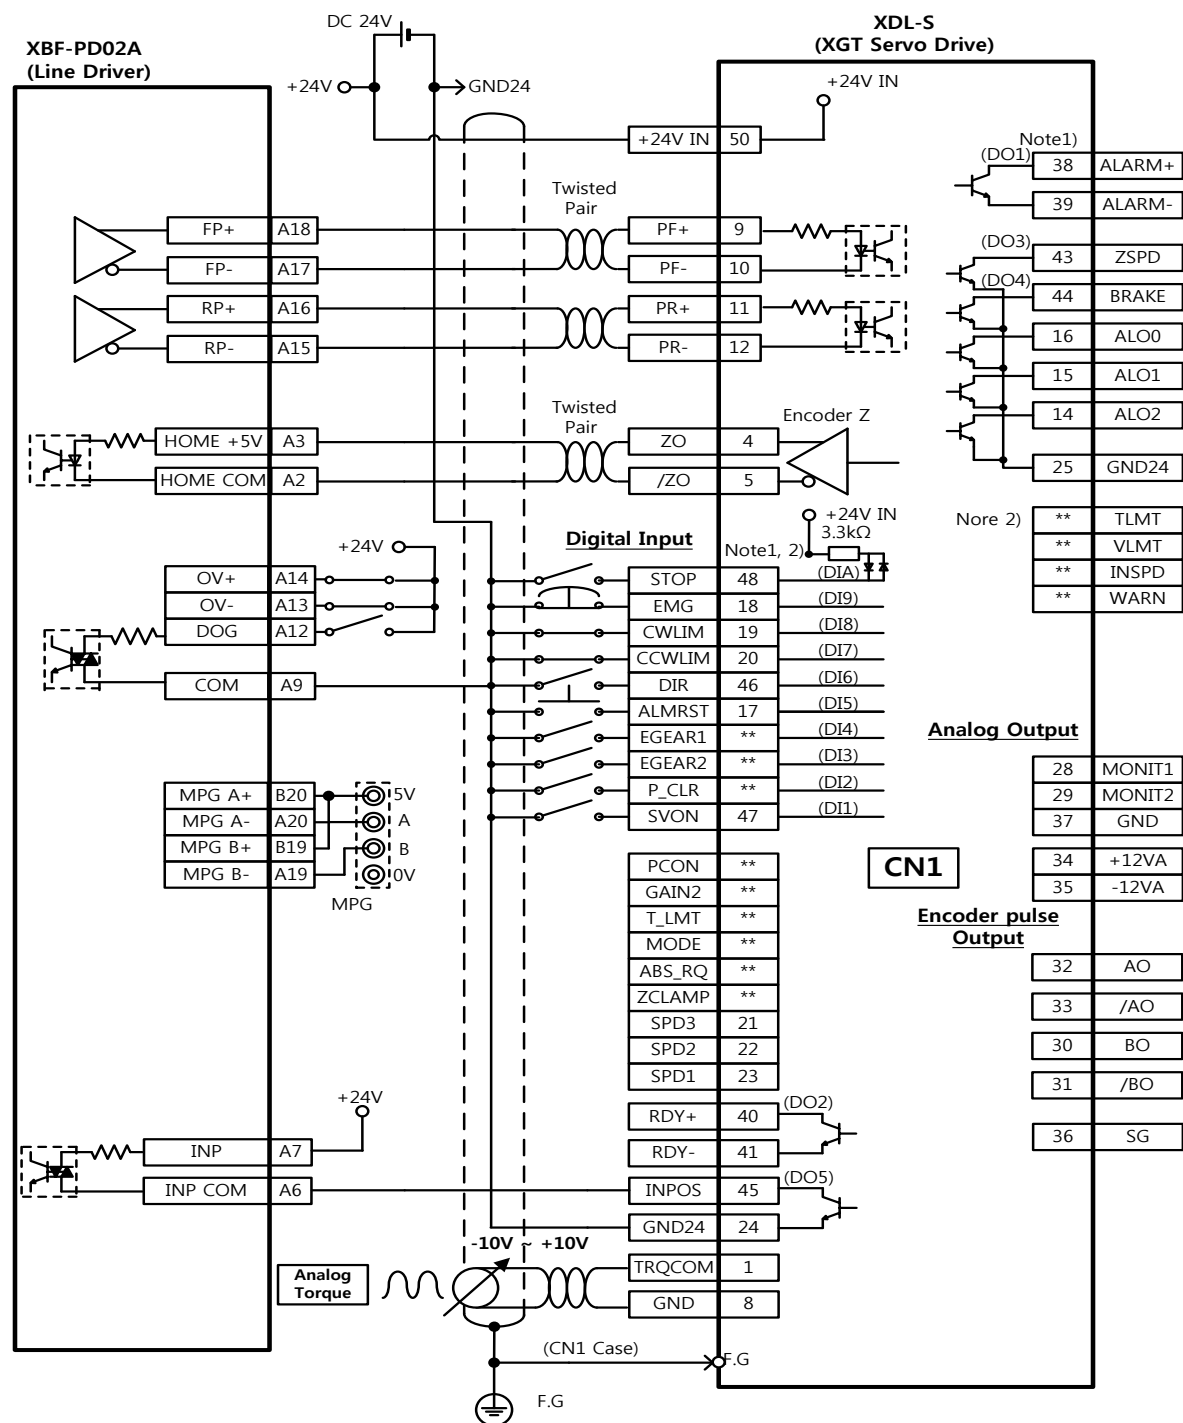 DC 24V
XBF-PD02A
(Line Driver)
XDL-S
(XGT Servo Drive)
+24V
GND24
+24V IN
+24V IN 50
Note1)
(DO1)
38 ALARM+
39 ALARM-
Twisted
Pair
FP+ A18
PF+ 9
FP- A17
PF- 10
RP+ A16
PR+ 11
RP- A15
PR- 12
(DO3)
43 ZSPD
(DO4)
44 BRAKE
16 ALO0
15 ALO1
14 ALO2
25 GND24
Twisted
Pair
Encoder Z
HOME +5V A3
ZO 4
HOME COM A2
/ZO 5
Nore 2)
** TLMT
** VLMT
** INSPD
** WARN
+24V
OV+ A14
OV- A13
DOG A12
COM A9
Digital Input
Note1, 2)
+24V IN
3.3kΩ
STOP 48 (DIA)
EMG 18 (DI9)
CWLIM 19 (DI8)
CCWLIM 20 (DI7)
DIR 46 (DI6)
ALMRST 17 (DI5)
EGEAR1 ** (DI4)
EGEAR2 ** (DI3)
P_CLR ** (DI2)
SVON 47 (DI1)
Analog Output
28 MONIT1
29 MONIT2
37 GND
34 +12VA
35 -12VA
MPG A+ B20 5V
MPG A- A20 A
MPG B+ B19 B
MPG B- A19 0V
MPG
CN1
PCON **
GAIN2 **
T_LMT **
MODE **
ABS_RQ **
ZCLAMP **
SPD3 21
SPD2 22
SPD1 23
Encoder pulse
Output
32 AO
33 /AO
30 BO
31 /BO
36 SG
+24V
RDY+ 40 (DO2)
RDY- 41
INP A7
INP COM A6
INPOS 45 (DO5)
GND24 24
-10V ~ +10V
Analog
Torque
TRQCOM 1
GND 8
(CN1 Case)
F.G
F.G